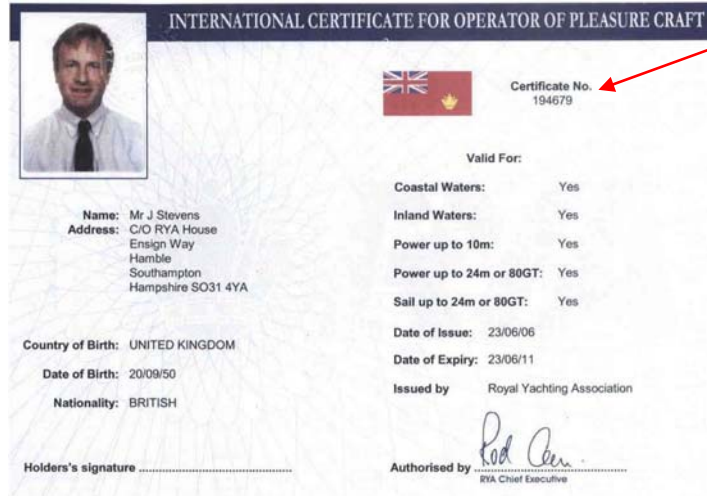 INTERNATIONAL CERTIFICATE FOR OPERATOR OF PLEASURE CRAFT
Certificate No.
194679
Valid For:
Coastal Waters: Yes
Name: Mr J Stevens
Inland Waters: Yes
Address: C/O RYA House
Ensign Way
Power up to 10m: Yes
Hamble
Southampton
Power up to 24m or 80GT: Yes
Hampshire SO31 4YA
Sail up to 24m or 80GT: Yes
Date of Issue: 23/06/06
Country of Birth: UNITED KINGDOM
Date of Expiry: 23/06/11
Date of Birth: 20/09/50
Issued by Royal Yachting Association
Nationality: BRITISH
Holders's signature
Authorised by
RYA Chief Executive